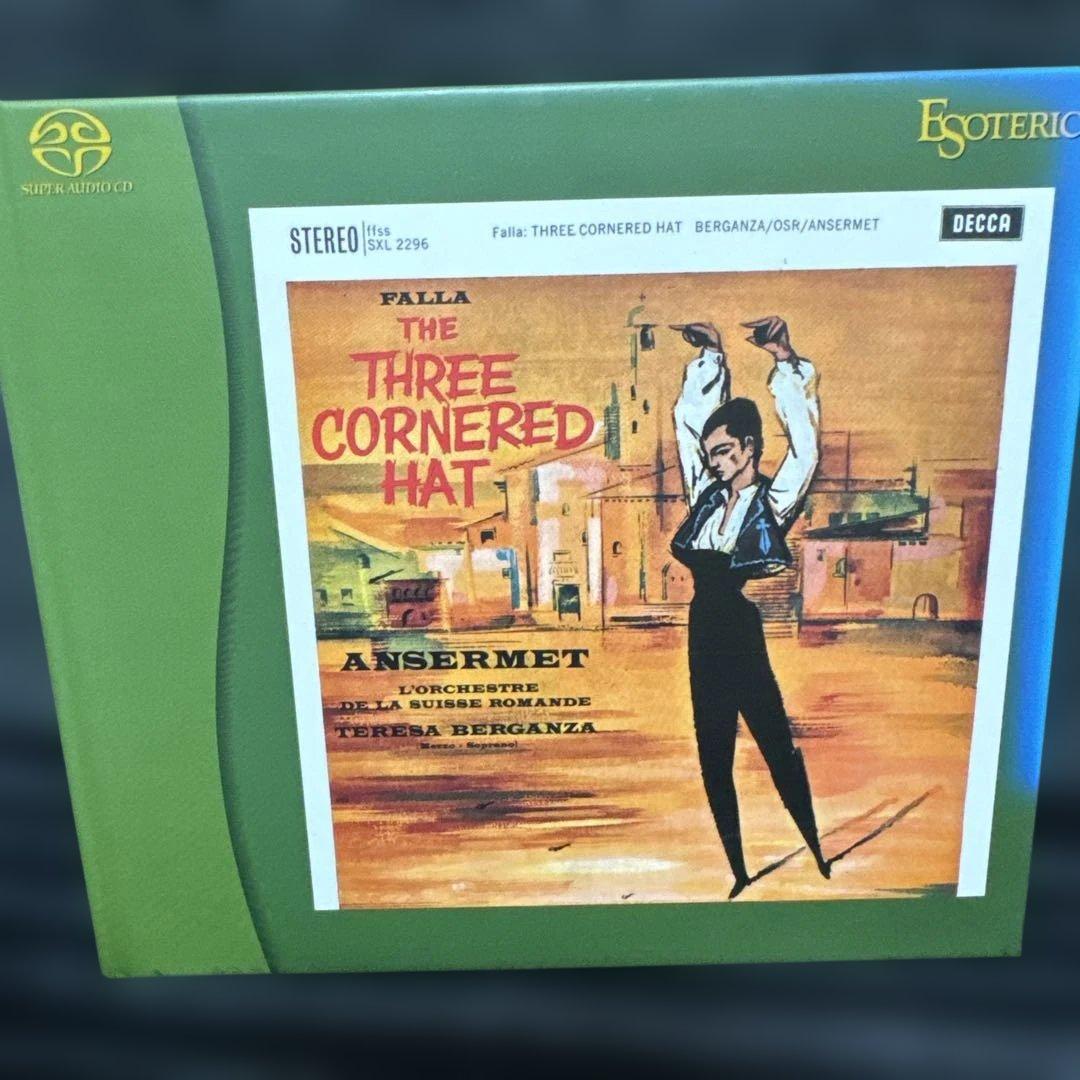 SUPER AUDIO CD
ESOTERIC
STEREO
ffss
SXL 2296
Falla: THREE CORNERED HAT BERGANZA/OSR/ANSERMET
DECCA
FALLA
THE
THREE
CORNERED
HAT
ANSERMET
L'ORCHESTRE
DE LA SUISSE ROMANDE
TERESA BERGANZA
(Mezzo - Soprano)